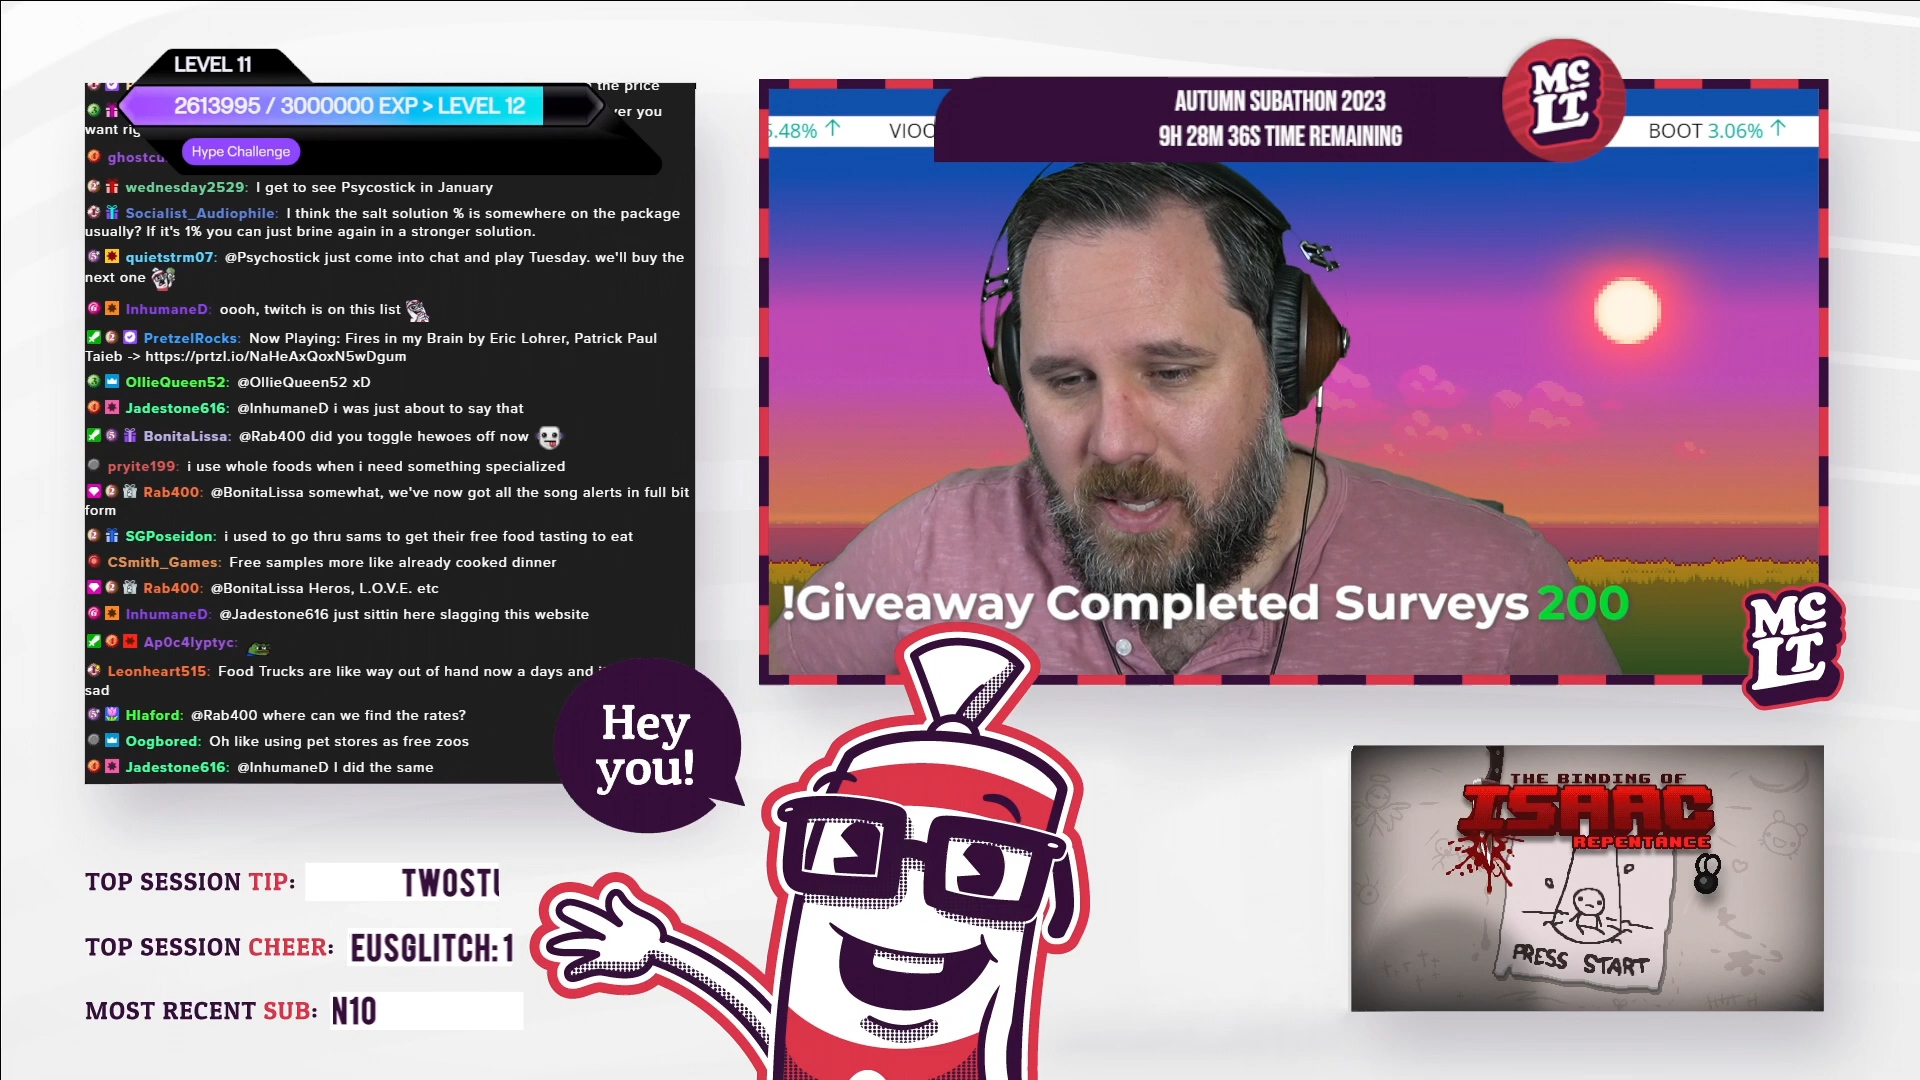 LEVEL 11
2613995 / 3000000 EXP > LEVEL 12
Hype Challenge
the price
you
want
wednesday2529: I get to see Psycostick in January
Socialist_Audiophile: I think the salt solution % is somewhere on the package
usually? If it's 1% you can just brine again in a stronger solution.
quietstrm07: @Psychostick just come into chat and play Tuesday. we'll buy the
next one
InhumaneD: oooh, twitch is on this list
PretzelRocks: Now Playing: Fires in my Brain by Eric Lohrer, Patrick Paul
Taieb -> https://prtzl.io/NaHeAxQoxN5wDgum
OllieQueen52: @OllieQueen52 xD
Jadestone616: @InhumaneD i was just about to say that
BonitaLissa: @Rab400 did you toggle hewoes off now
pryite199: i use whole foods when i need something specialized
Rab400: @BonitaLissa somewhat, we've now got all the song alerts in full bit
form
SGPoseidon: i used to go thru sams to get their free food tasting to eat
CSmith_Games: Free samples more like already cooked dinner
Rab400: @BonitaLissa Heros, L.O.V.E. etc
InhumaneD: @Jadestone616 just sittin here slagging this website
Ap0c4lyptyc:
Leonheart515: Food Trucks are like way out of hand now a days and
sad
Hlaford: @Rab400 where can we find the rates?
Oogbored: Oh like using pet stores as free zoos
Jadestone616: @InhumaneD I did the same
Hey
you!
TOP SESSION TIP: TWOST
TOP SESSION CHEER: EUSGLITCH: 1
MOST RECENT SUB: N10
AUTUMN SUBATHON 2023
9H 28M 36S TIME REMAINING
5.48% ↑ VIOO
BOOT 3.06% ↑
McLT
!Giveaway Completed Surveys 200
McLT
THE BINDING OF
ISAAC
REPENTANCE
PRESS START